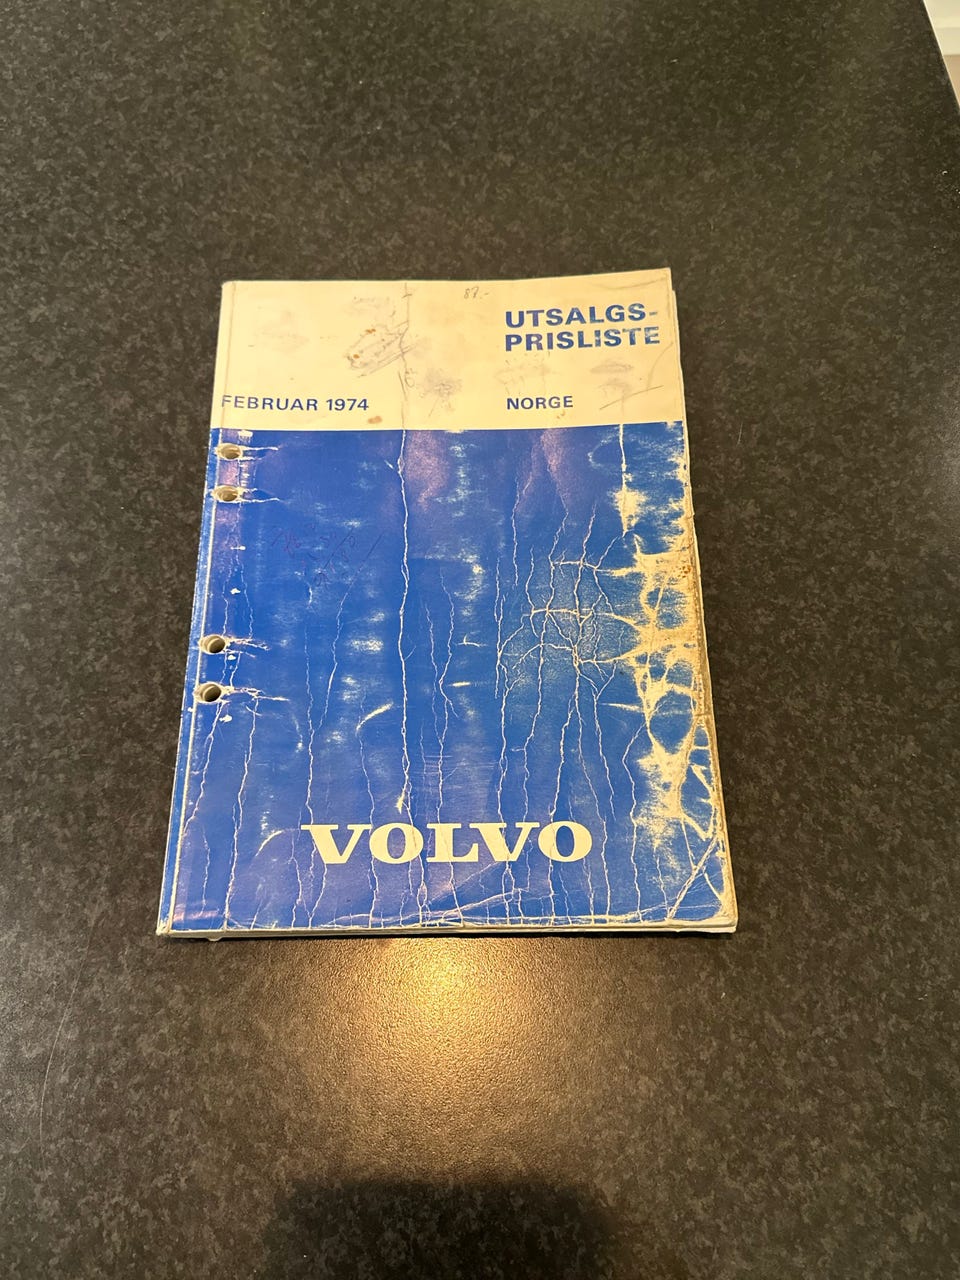 87.-
UTSALGS-
PRISLISTE
FEBRUAR 1974
NORGE
VOLVO